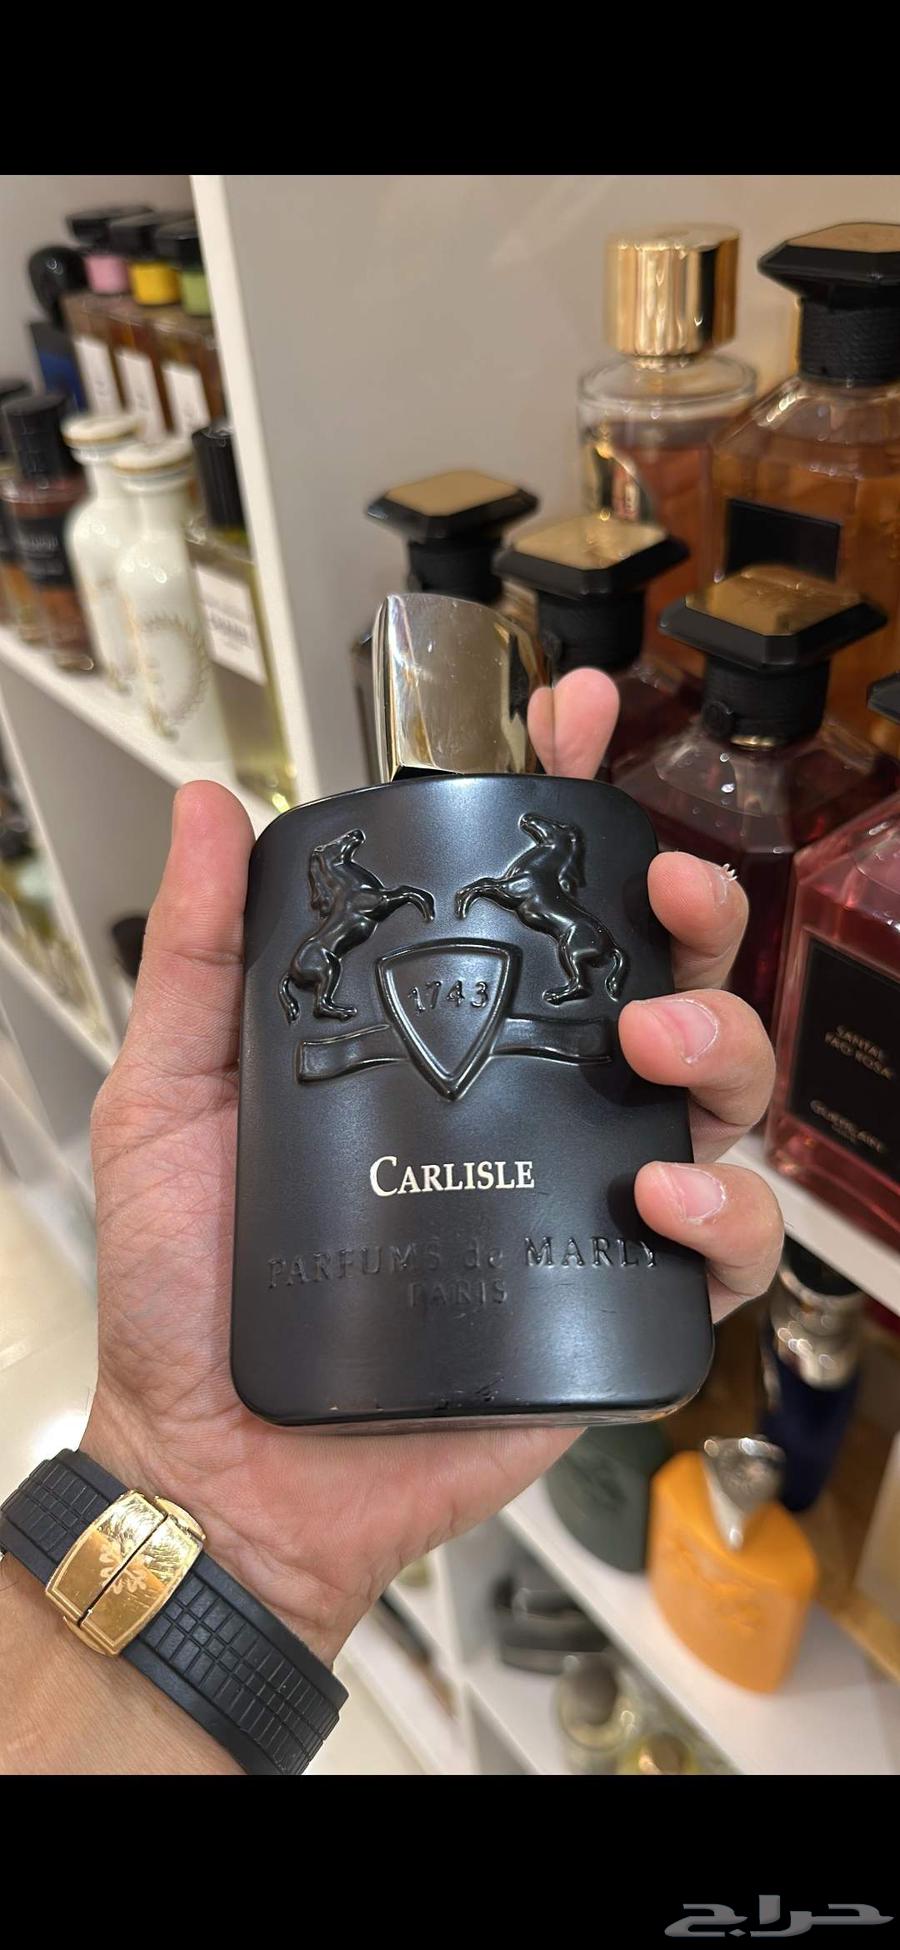 1743
CARLISLE
PARFUMS de MARLY
PARIS
SANTAL
PAO ROSA
GUERLAIN
حراج